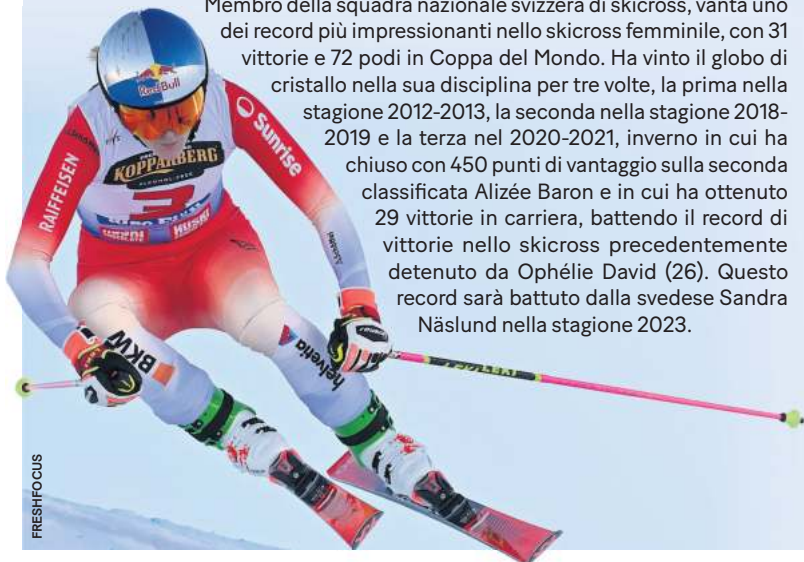 Membro della squadra nazionale svizzera di skicross, vanta uno
dei record più impressionanti nello skicross femminile, con 31
vittorie e 72 podi in Coppa del Mondo. Ha vinto il globo di
cristallo nella sua disciplina per tre volte, la prima nella
stagione 2012-2013, la seconda nella stagione 2018-
2019 e la terza nel 2020-2021, inverno in cui ha
chiuso con 450 punti di vantaggio sulla seconda
classificata Alizée Baron e in cui ha ottenuto
29 vittorie in carriera, battendo il record di
vittorie nello skicross precedentemente
detenuto da Ophélie David (26). Questo
record sarà battuto dalla svedese Sandra
Näslund nella stagione 2023.
Red Bull
Sunrise
RAIFFEISEN
KOPPARBERG
ALCOHOL-FREE
3
BKW
helvetia
LEKI
FRESHFOCUS